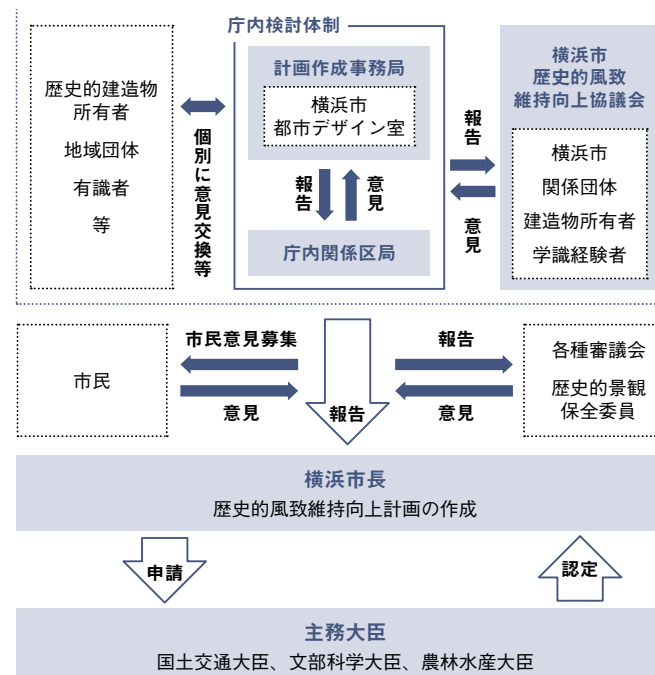 庁内検討体制
歴史的建造物
所有者
地域団体
有識者
等
個別に意見交換等
計画作成事務局
横浜市
都市デザイン室
報告
意見
庁内関係区局
報告
意見
横浜市
歴史的風致
維持向上協議会
横浜市
関係団体
建造物所有者
学識経験者
市民
市民意見募集
意見
報告
報告
意見
各種審議会
歴史的景観
保全委員
横浜市長
歴史的風致維持向上計画の作成
申請
認定
主務大臣
国土交通大臣、文部科学大臣、農林水産大臣